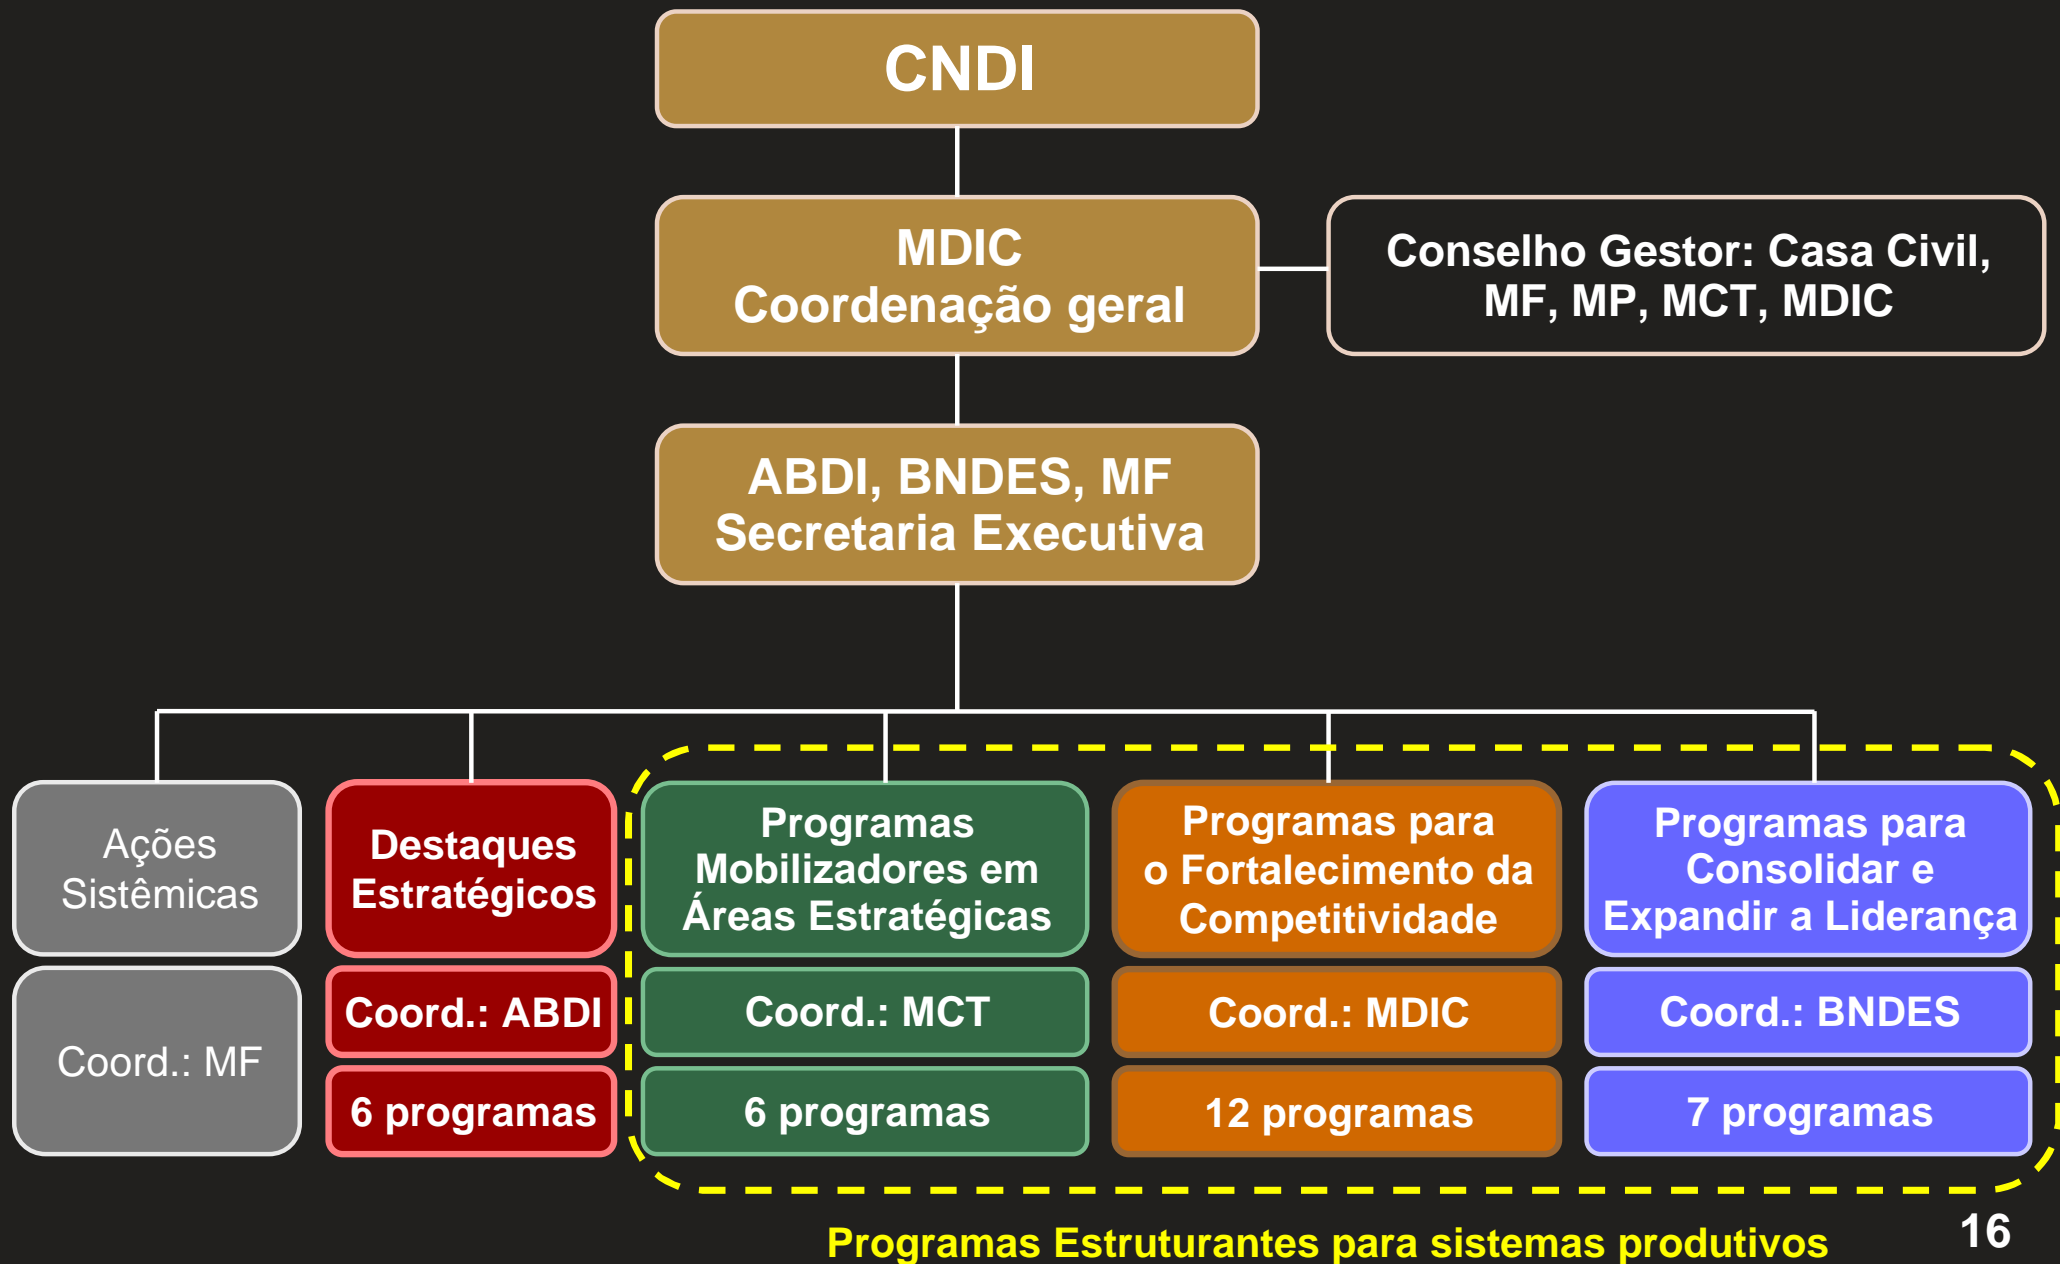 CNDI
MDIC
Coordenação geral
Conselho Gestor: Casa Civil,
MF, MP, MCT, MDIC
ABDI, BNDES, MF
Secretaria Executiva
Ações
Sistêmicas
Coord.: MF
Destaques
Estratégicos
Coord.: ABDI
6 programas
Programas
Mobilizadores em
Áreas Estratégicas
Coord.: MCT
6 programas
Programas para
o Fortalecimento da
Competitividade
Coord.: MDIC
12 programas
Programas para
Consolidar e
Expandir a Liderança
Coord.: BNDES
7 programas
Programas Estruturantes para sistemas produtivos
16